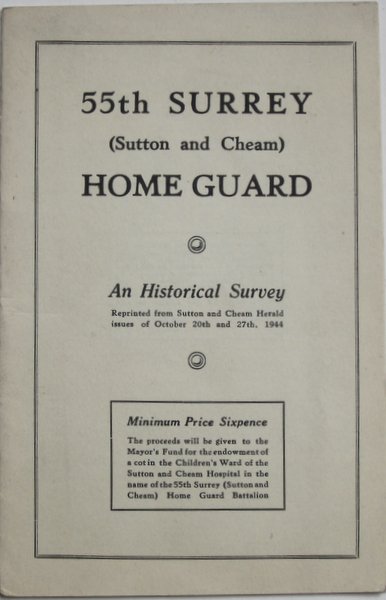 55th SURREY
(Sutton and Cheam)
HOME GUARD
An Historical Survey
Reprinted from Sutton and Cheam Herald
issues of October 20th and 27th, 1944
Minimum Price Sixpence
The proceeds will be given to the
Mayor's Fund for the endowment of
a cot in the Children's Ward of the
Sutton and Cheam Hospital in the
name of the 55th Surrey (Sutton and
Cheam) Home Guard Battalion